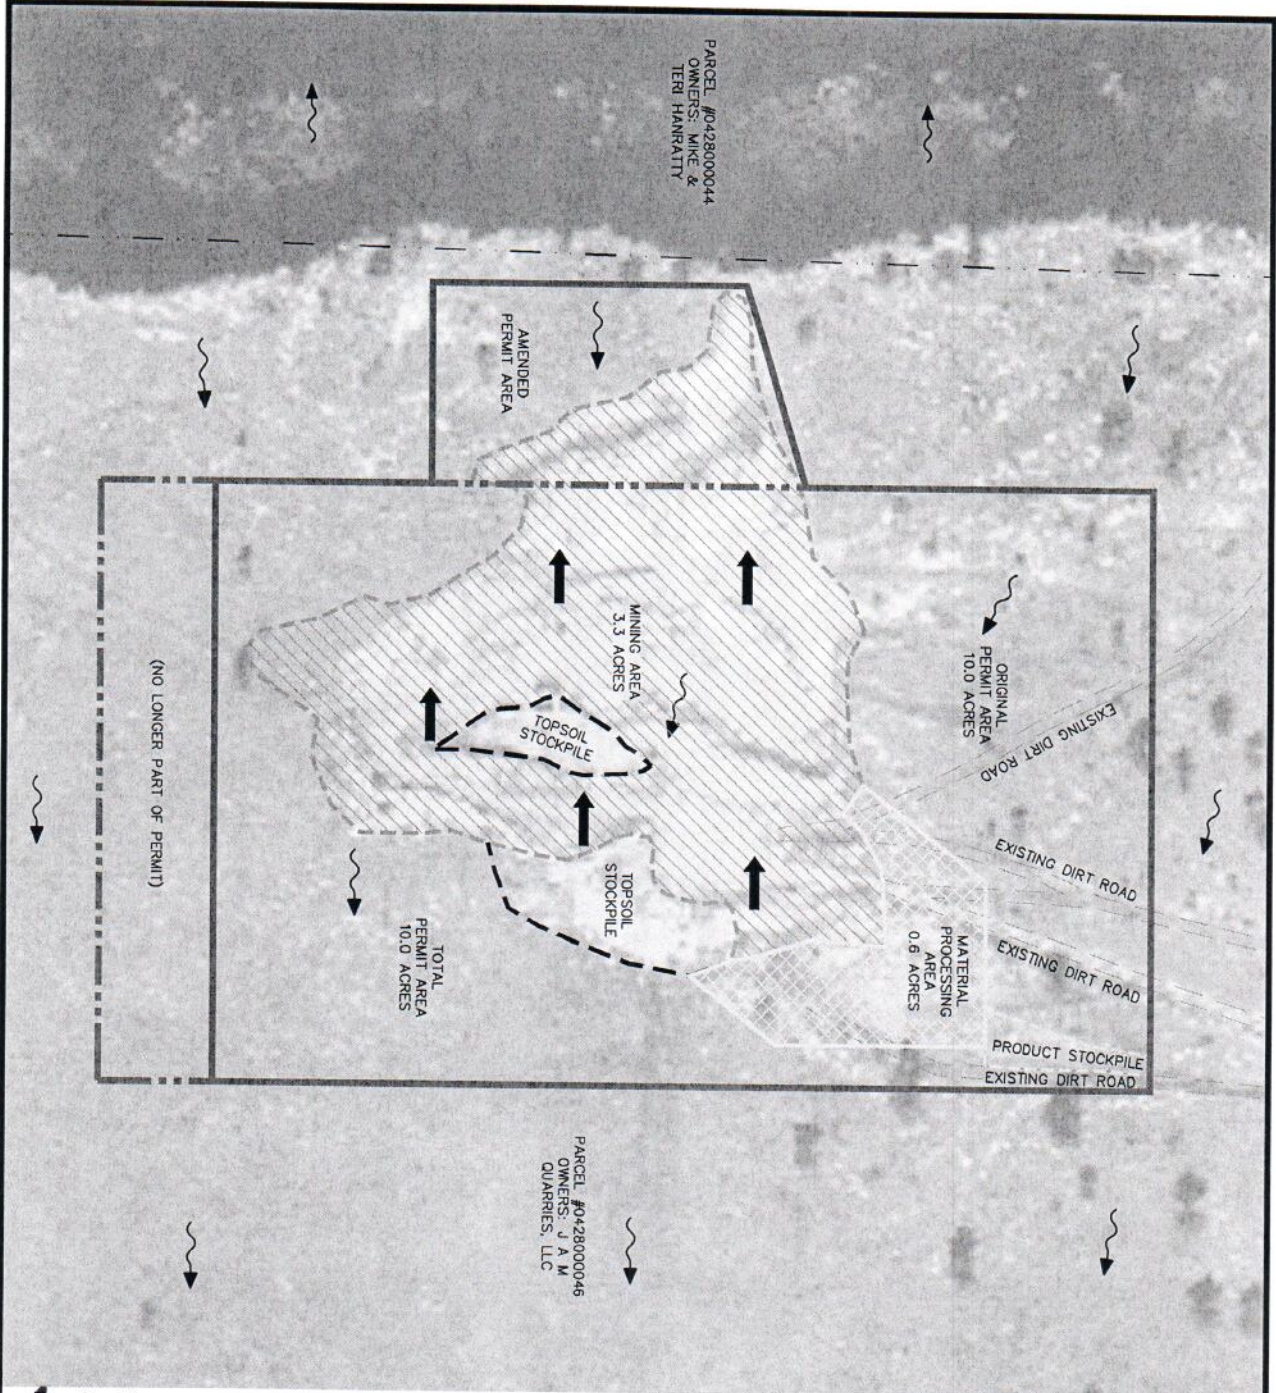 PARCEL #0428000044
OWNERS: MIKE &
TERI HANRATTY
AMENDED
PERMIT AREA
ORIGINAL
PERMIT AREA
10.0 ACRES
EXISTING DIRT ROAD
MINING AREA
3.3 ACRES
TOPSOIL
STOCKPILE
(NO LONGER PART OF PERMIT)
EXISTING DIRT ROAD
TOPSOIL
STOCKPILE
MATERIAL
PROCESSING
AREA
0.6 ACRES
EXISTING DIRT ROAD
TOTAL
PERMIT AREA
10.0 ACRES
PRODUCT STOCKPILE
EXISTING DIRT ROAD
PARCEL #0428000046
OWNERS: J A M
QUARRIES, LLC